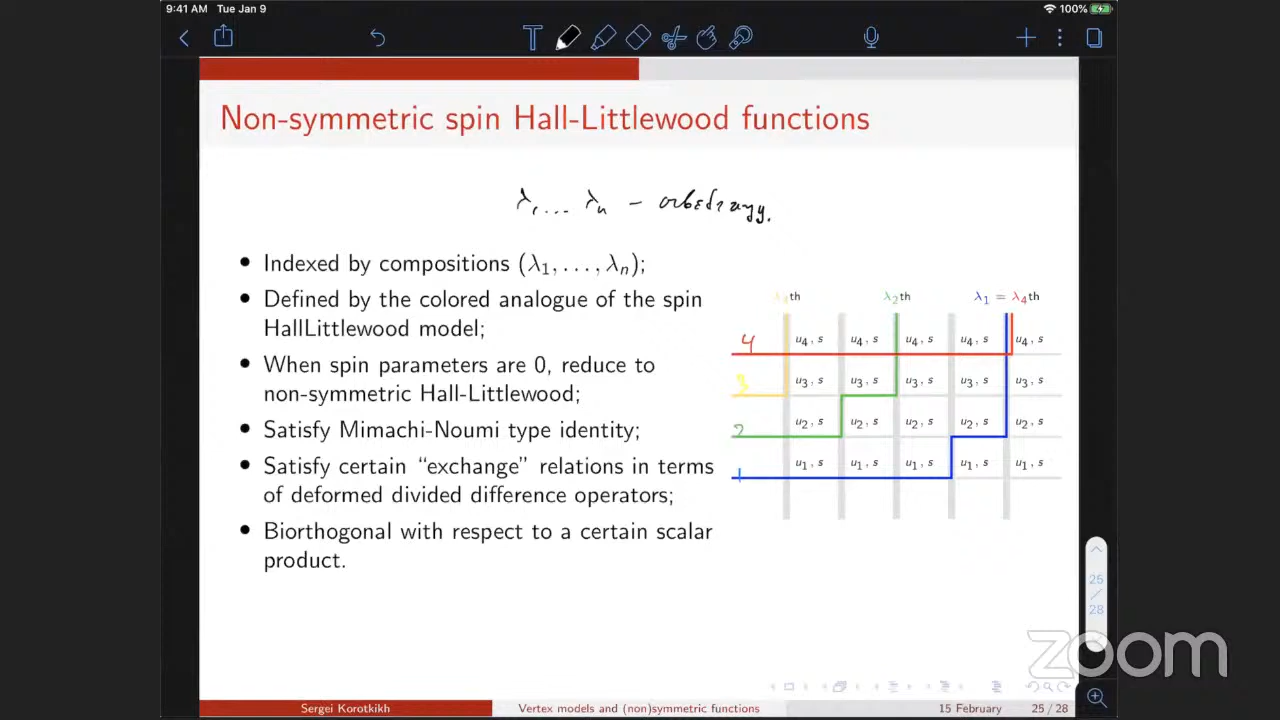 9:41 AM Tue Jan 9
100%
Non-symmetric spin Hall-Littlewood functions
λ₁ ... λₙ –
• Indexed by compositions (λ₁, . . . , λₙ);
• Defined by the colored analogue of the spin
HallLittlewood model;
• When spin parameters are 0, reduce to
non-symmetric Hall-Littlewood;
• Satisfy Mimachi-Noumi type identity;
• Satisfy certain “exchange” relations in terms
of deformed divided difference operators;
• Biorthogonal with respect to a certain scalar
product.
λ₃th λ₂th λ₁ = λ₄th
4 u₄, s u₄, s u₄, s u₄, s u₄, s
3 u₃, s u₃, s u₃, s u₃, s u₃, s
2 u₂, s u₂, s u₂, s u₂, s u₂, s
1 u₁, s u₁, s u₁, s u₁, s u₁, s
25
/
28
zoom
Sergei Korotkikh Vertex models and (non)symmetric functions 15 February 25 / 28